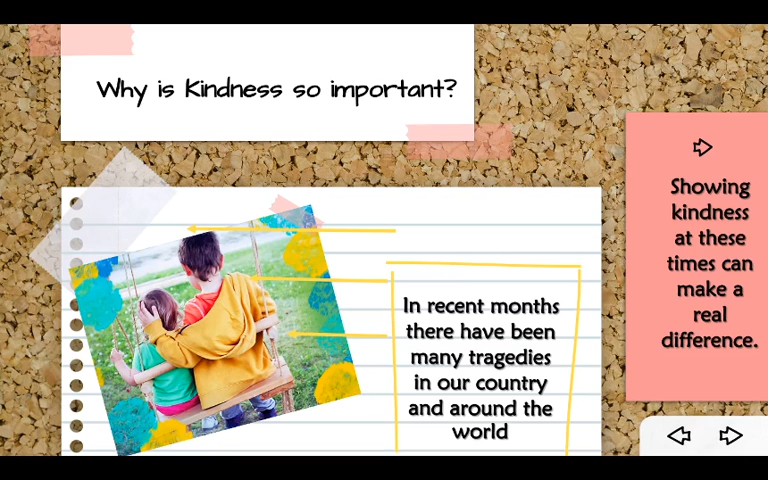 Why is Kindness so important?
In recent months
there have been
many tragedies
in our country
and around the
world
Showing
kindness
at these
times can
make a
real
difference.